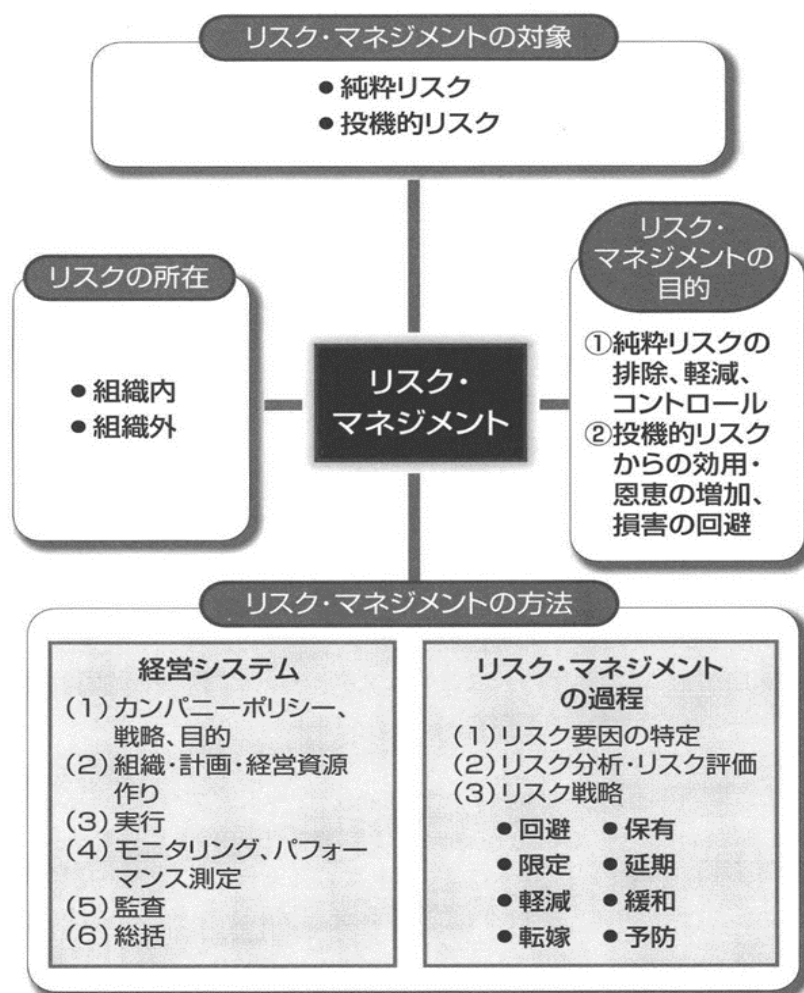 リスク・マネジメントの対象
● 純粋リスク
● 投機的リスク
リスクの所在
● 組織内
● 組織外
リスク・
マネジメント
リスク・
マネジメントの
目的
①純粋リスクの
排除、軽減、
コントロール
②投機的リスク
からの効用・
恩恵の増加、
損害の回避
リスク・マネジメントの方法
経営システム
(1)カンパニーポリシー、
戦略、目的
(2)組織・計画・経営資源
作り
(3)実行
(4)モニタリング、パフォー
マンス測定
(5)監査
(6)総括
リスク・マネジメント
の過程
(1)リスク要因の特定
(2)リスク分析・リスク評価
(3)リスク戦略
● 回避 ● 保有
● 限定 ● 延期
● 軽減 ● 緩和
● 転嫁 ● 予防